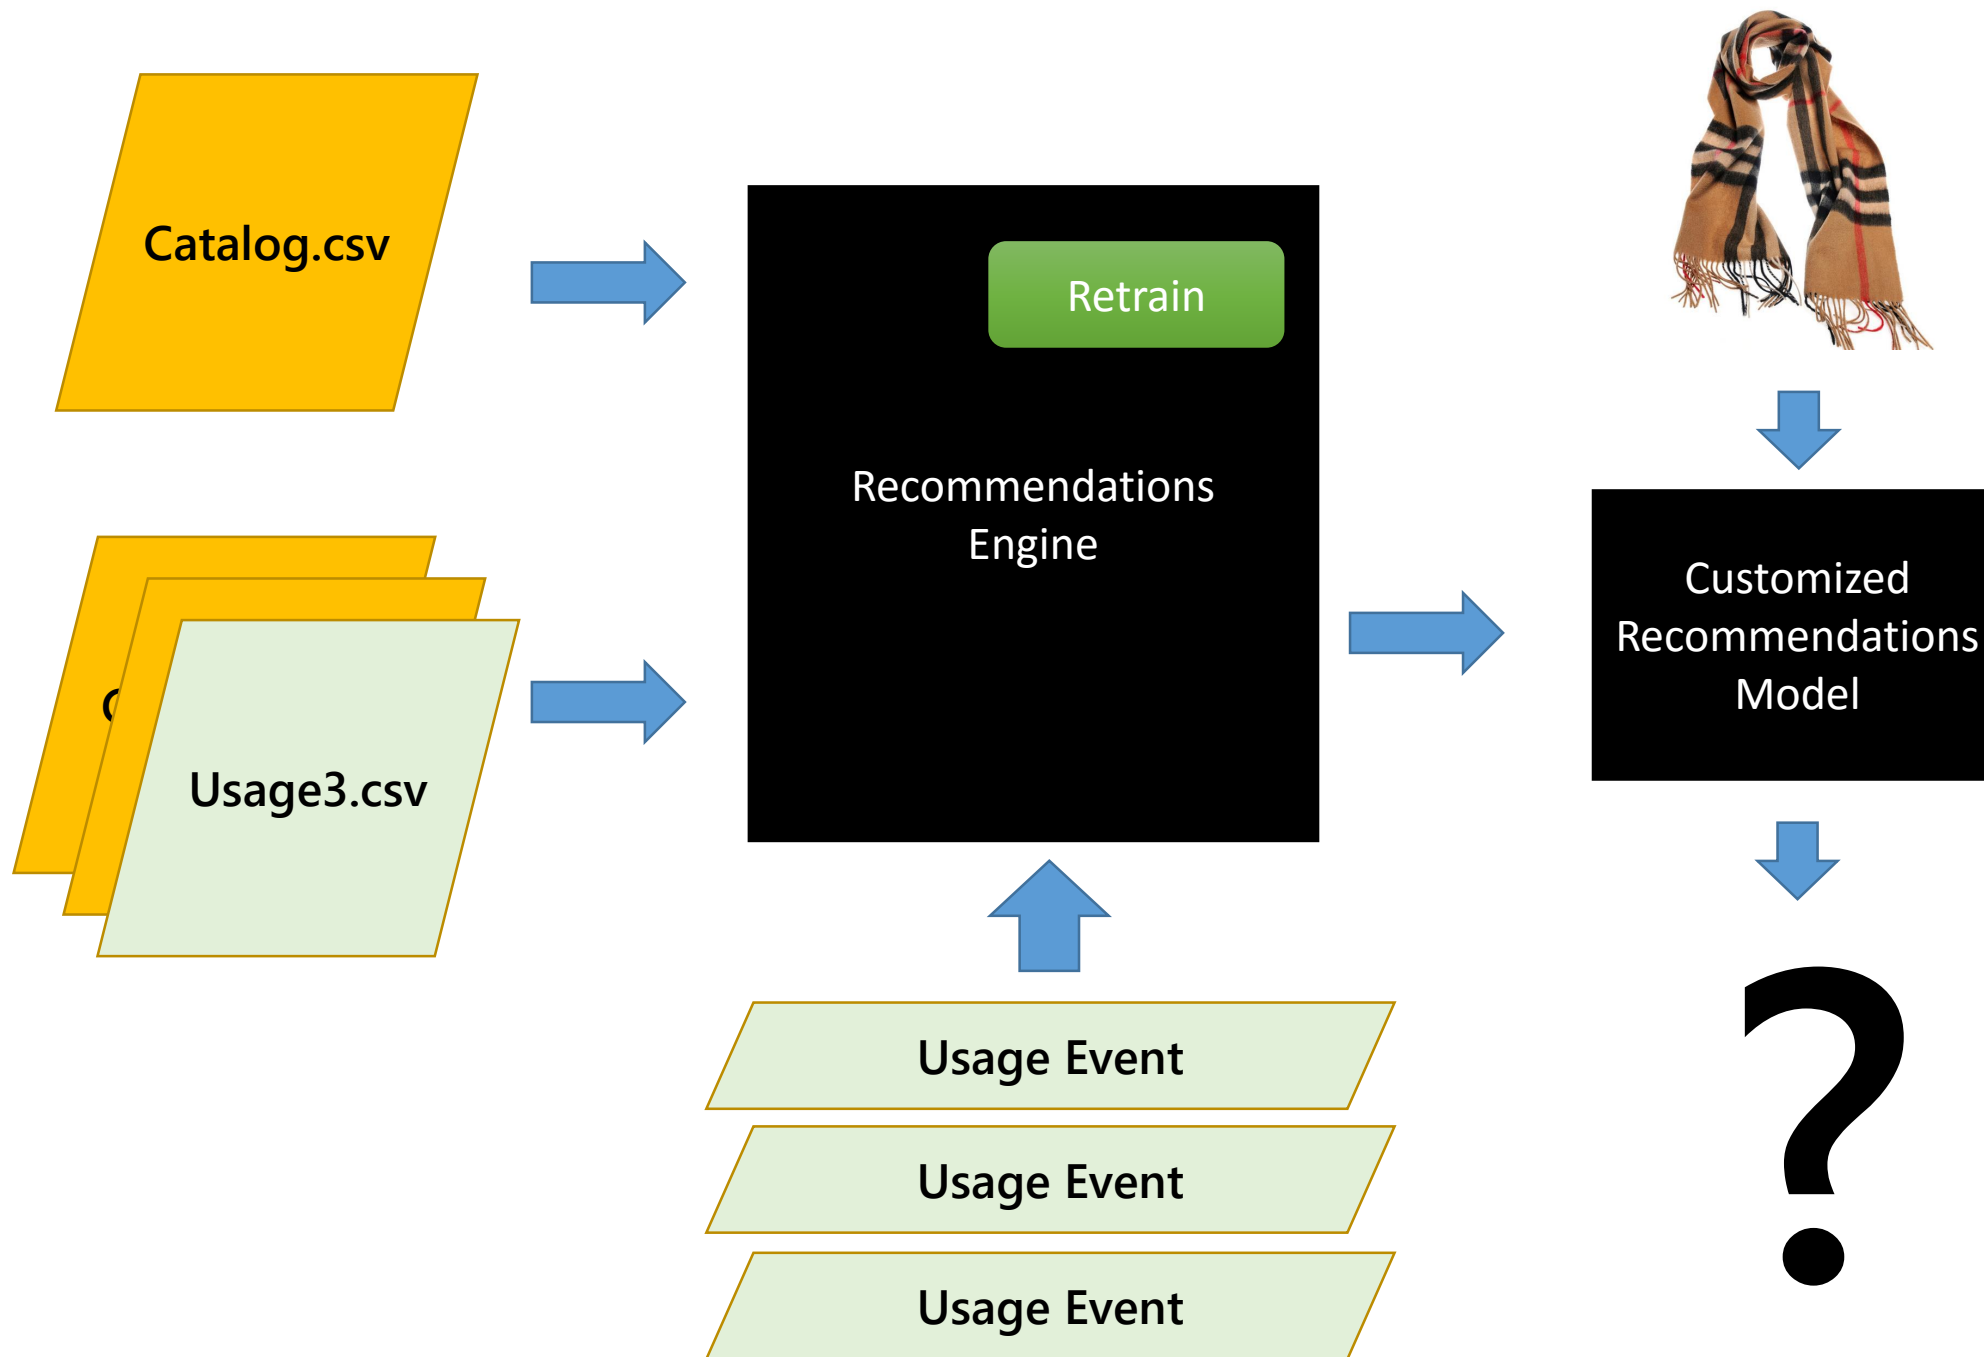 Catalog.csv
Retrain
Recommendations
Engine
Customized
Recommendations
Model
Usage3.csv
Usage Event
Usage Event
Usage Event
?